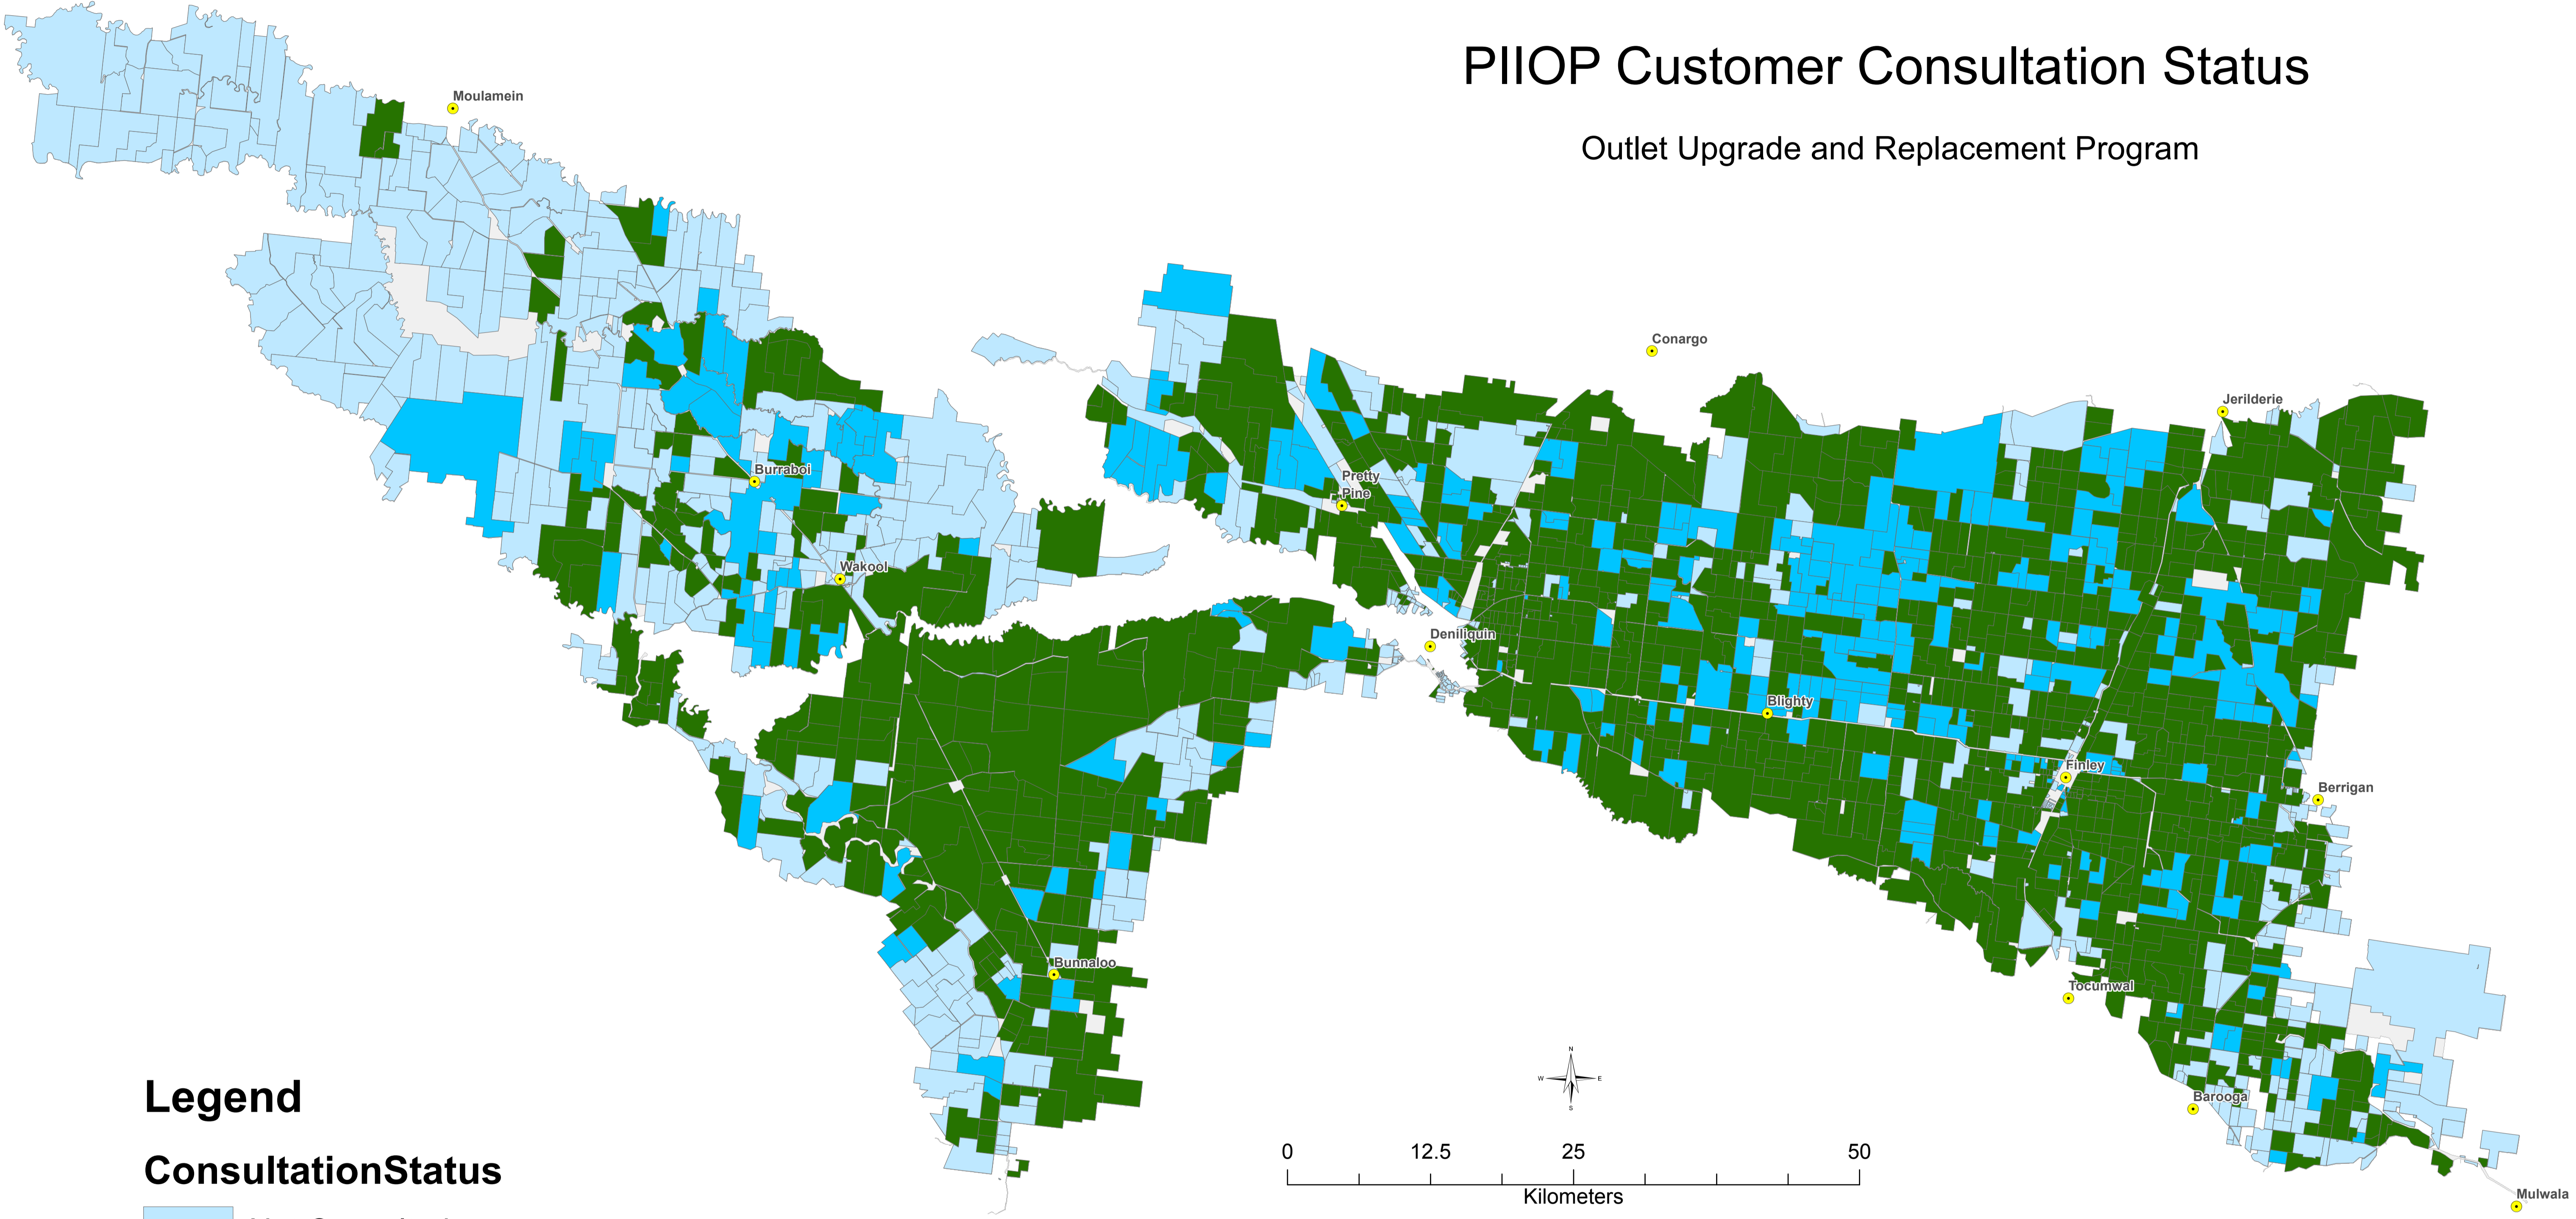 PIIOP Customer Consultation Status
Outlet Upgrade and Replacement Program
Moulamein
Conargo
Jerilderie
Burraboi
Pretty
Pine
Wakool
Deniliquin
Blighty
Finley
Berrigan
Bunnaloo
Tocumwal
Barooga
Mulwala
N
W E
S
0 12.5 25 50
Kilometers
Legend
ConsultationStatus